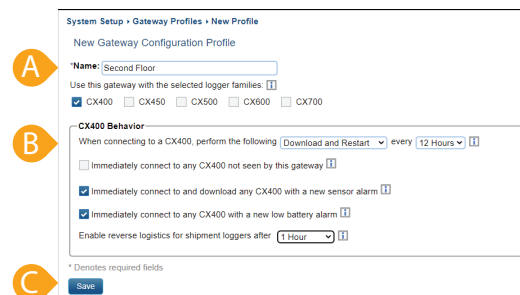 System Setup › Gateway Profiles › New Profile
New Gateway Configuration Profile
A
*Name: Second Floor
Use this gateway with the selected logger families: i
CX400 CX450 CX500 CX600 CX700
CX400 Behavior
B
When connecting to a CX400, perform the following Download and Restart every 12 Hours i
Immediately connect to any CX400 not seen by this gateway i
Immediately connect to and download any CX400 with a new sensor alarm i
Immediately connect to any CX400 with a new low battery alarm i
Enable reverse logistics for shipment loggers after 1 Hour i
* Denotes required fields
C
Save